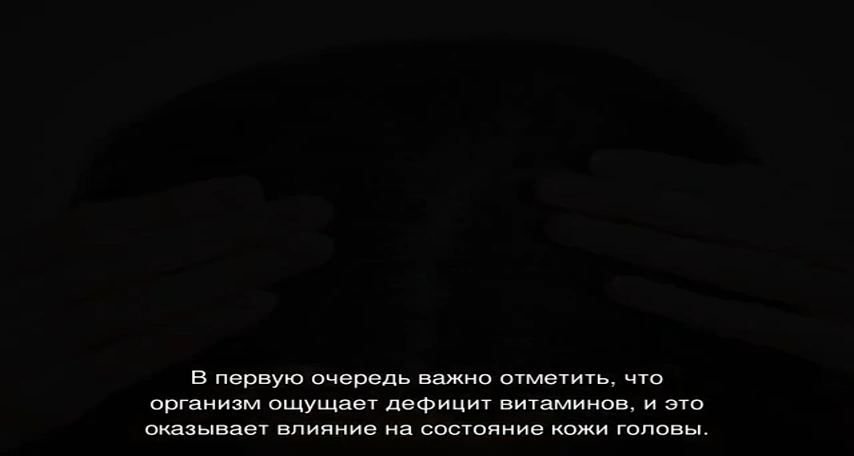 В первую очередь важно отметить, что
организм ощущает дефицит витаминов, и это
оказывает влияние на состояние кожи головы.